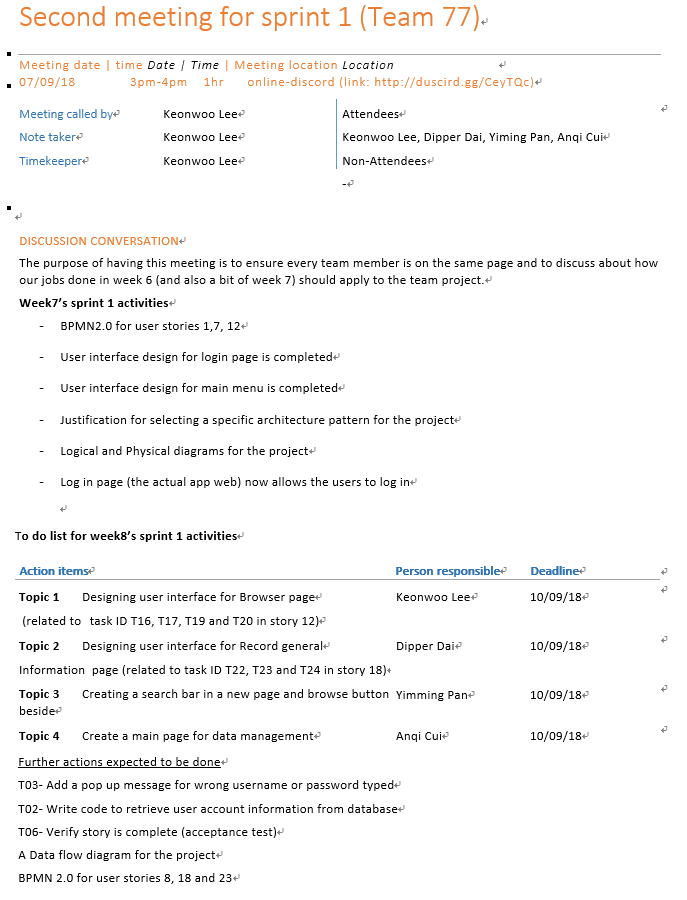 Second meeting for sprint 1 (Team 77)
Meeting date | time Date | Time | Meeting location Location
07/09/18 3pm-4pm 1hr online-discord (link: http://duscird.gg/CeyTQc)
Meeting called by Keonwoo Lee Attendees
Note taker Keonwoo Lee Keonwoo Lee, Dipper Dai, Yiming Pan, Anqi Cui
Timekeeper Keonwoo Lee Non-Attendees
-
DISCUSSION CONVERSATION
The purpose of having this meeting is to ensure every team member is on the same page and to discuss about how
our jobs done in week 6 (and also a bit of week 7) should apply to the team project.
Week7’s sprint 1 activities
- BPMN2.0 for user stories 1,7, 12
- User interface design for login page is completed
- User interface design for main menu is completed
- Justification for selecting a specific architecture pattern for the project
- Logical and Physical diagrams for the project
- Log in page (the actual app web) now allows the users to log in
To do list for week8’s sprint 1 activities
Action items Person responsible Deadline
Topic 1 Designing user interface for Browser page Keonwoo Lee 10/09/18
(related to task ID T16, T17, T19 and T20 in story 12)
Topic 2 Designing user interface for Record general Dipper Dai 10/09/18
Information page (related to task ID T22, T23 and T24 in story 18)
Topic 3 Creating a search bar in a new page and browse button Yimming Pan 10/09/18
beside
Topic 4 Create a main page for data management Anqi Cui 10/09/18
Further actions expected to be done
T03- Add a pop up message for wrong username or password typed
T02- Write code to retrieve user account information from database
T06- Verify story is complete (acceptance test)
A Data flow diagram for the project
BPMN 2.0 for user stories 8, 18 and 23